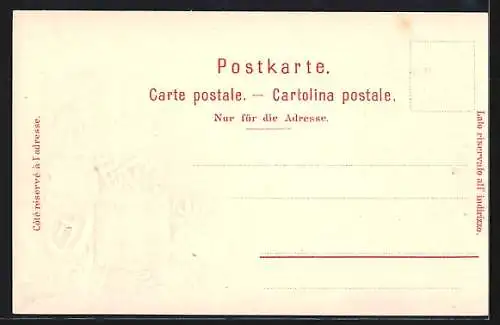 Postkarte.
Carte postale. — Cartolina postale.
Nur für die Adresse.
Côté réservé à l'adresse.
Lato riservato all' indirizzo.